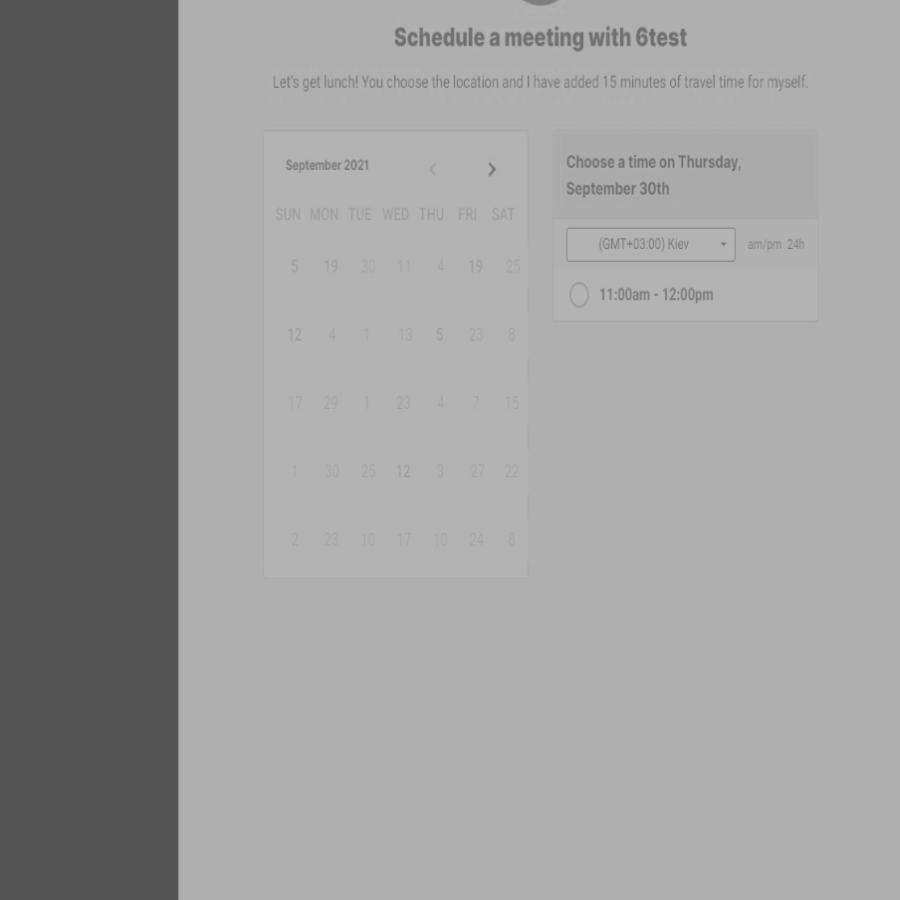 Schedule a meeting with 6test
Let's get lunch! You choose the location and I have added 15 minutes of travel time for myself.
September 2021
SUN MON TUE WED THU FRI SAT
5 19 30 11 4 19 25
12 4 1 13 5 23 8
17 29 1 23 4 7 15
1 30 25 12 3 27 22
2 23 10 17 10 24 8
Choose a time on Thursday,
September 30th
(GMT+03:00) Kiev am/pm 24h
11:00am - 12:00pm